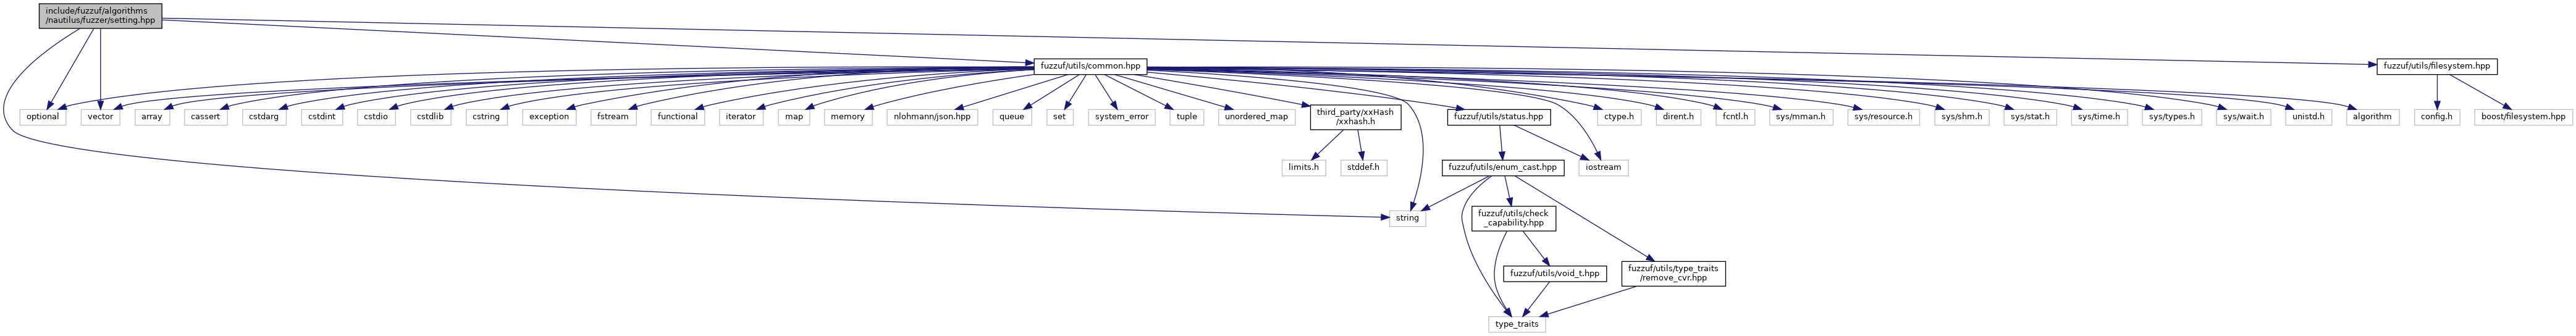 include/fuzzuf/algorithms
/nautilus/fuzzer/setting.hpp
fuzzuf/utils/common.hpp
fuzzuf/utils/filesystem.hpp
optional
vector
array
cassert
cstdarg
cstdint
cstdio
cstdlib
cstring
exception
fstream
functional
iterator
map
memory
nlohmann/json.hpp
queue
set
system_error
tuple
unordered_map
third_party/xxHash
/xxhash.h
fuzzuf/utils/status.hpp
ctype.h
dirent.h
fcntl.h
sys/mman.h
sys/resource.h
sys/shm.h
sys/stat.h
sys/time.h
sys/types.h
sys/wait.h
unistd.h
algorithm
config.h
boost/filesystem.hpp
limits.h
stddef.h
fuzzuf/utils/enum_cast.hpp
iostream
string
fuzzuf/utils/check
_capability.hpp
fuzzuf/utils/void_t.hpp
fuzzuf/utils/type_traits
/remove_cvr.hpp
type_traits